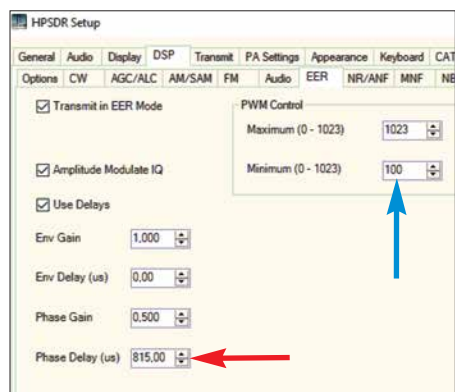 HPSDR Setup
General Audio Display DSP Transmit PA Settings Appearance Keyboard CAT
Options CW AGC/ALC AM/SAM FM Audio EER NR/ANF MNF NB
Transmit in EER Mode
PWM Control
Maximum (0 - 1023) 1023
Amplitude Modulate IQ
Minimum (0 - 1023) 100
Use Delays
Env Gain 1,000
Env Delay (us) 0,00
Phase Gain 0,500
Phase Delay (us) 815,00